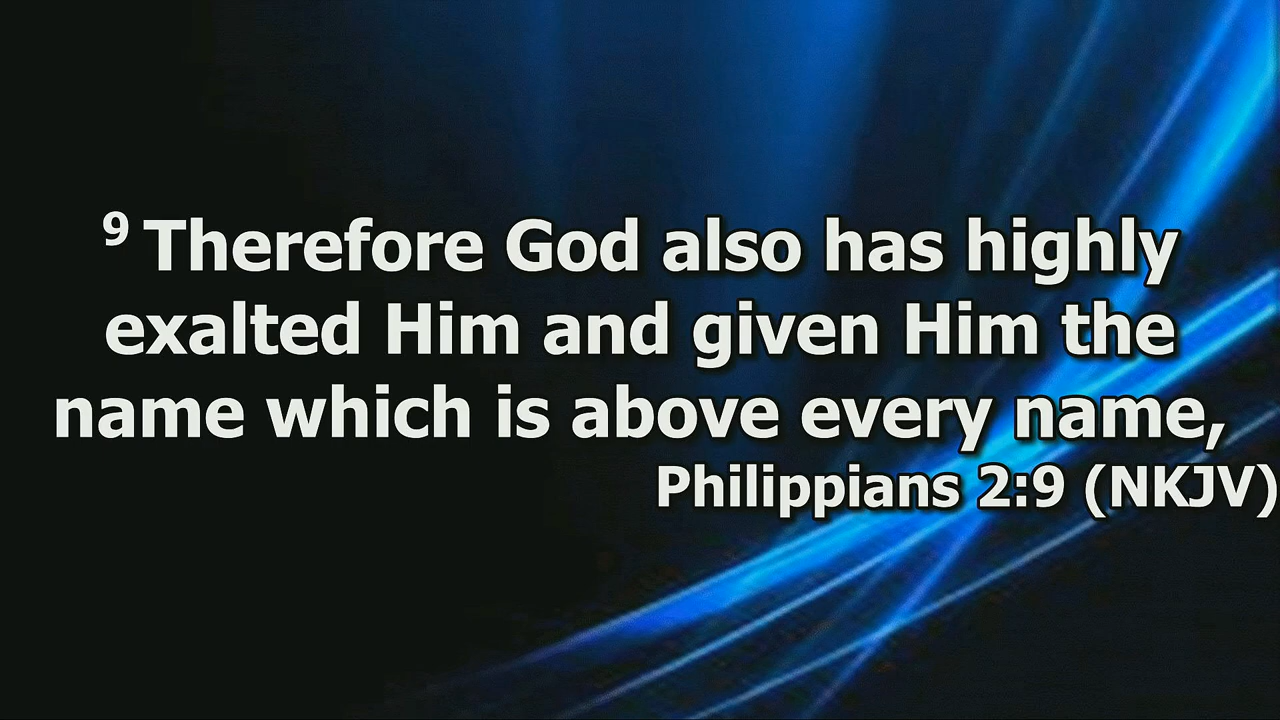 9 Therefore God also has highly
exalted Him and given Him the
name which is above every name,
Philippians 2:9 (NKJV)